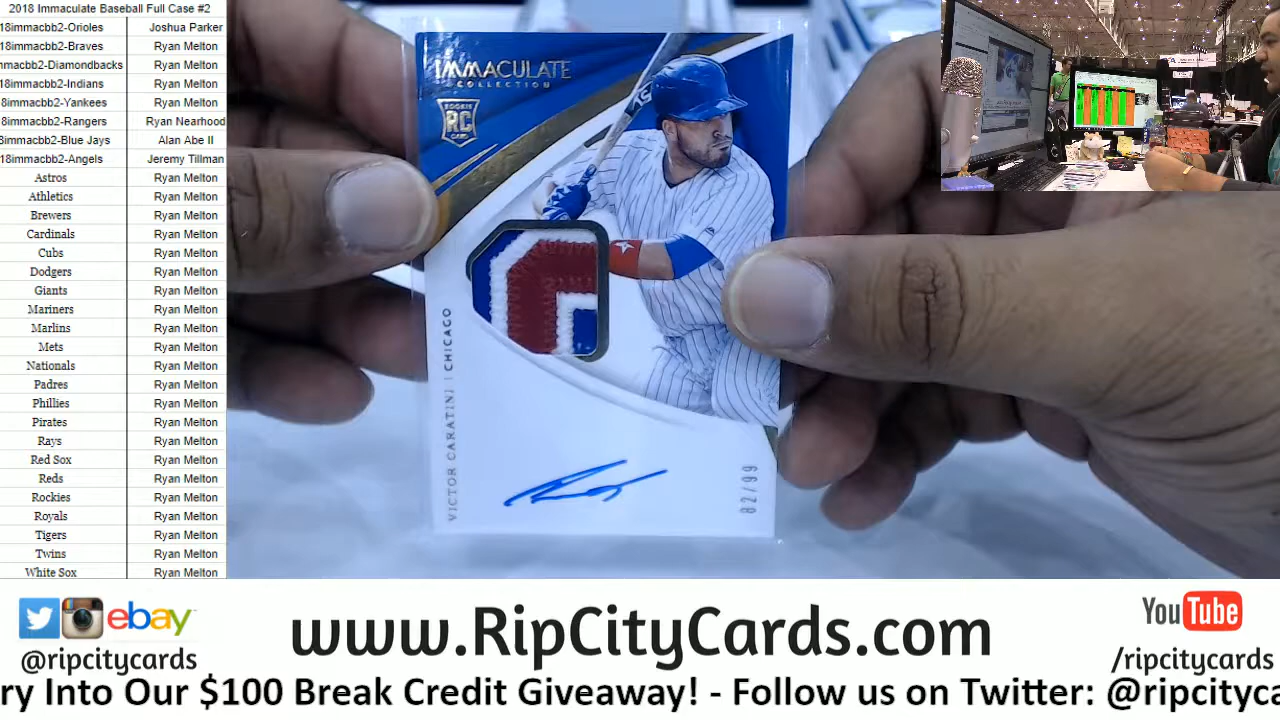 2018 Immaculate Baseball Full Case #2
18immacbb2-Orioles Joshua Parker
18immacbb2-Braves Ryan Melton
mmacbb2-Diamondbacks Ryan Melton
18immacbb2-Indians Ryan Melton
8immacbb2-Yankees Ryan Melton
8immacbb2-Rangers Ryan Nearhood
8immacbb2-Blue Jays Alan Abe II
18immacbb2-Angels Jeremy Tillman
Astros Ryan Melton
Athletics Ryan Melton
Brewers Ryan Melton
Cardinals Ryan Melton
Cubs Ryan Melton
Dodgers Ryan Melton
Giants Ryan Melton
Mariners Ryan Melton
Marlins Ryan Melton
Mets Ryan Melton
Nationals Ryan Melton
Padres Ryan Melton
Phillies Ryan Melton
Pirates Ryan Melton
Rays Ryan Melton
Red Sox Ryan Melton
Reds Ryan Melton
Rockies Ryan Melton
Royals Ryan Melton
Tigers Ryan Melton
Twins Ryan Melton
White Sox Ryan Melton
IMMACULATE
COLLECTION
ROOKIE
RC
CARD
VICTOR CARATINI | CHICAGO
82/99
ebay
@ripcitycards
www.RipCityCards.com
YouTube
/ripcitycards
ry Into Our $100 Break Credit Giveaway! - Follow us on Twitter: @ripcityca